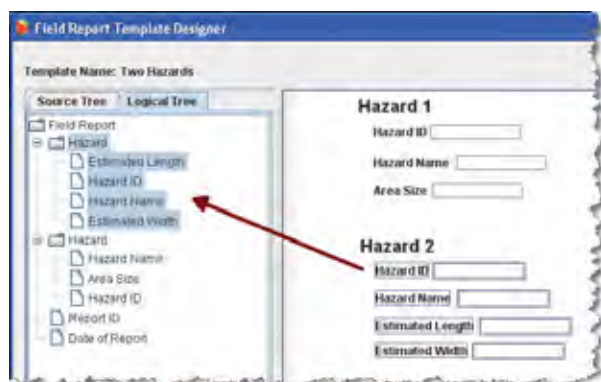 Field Report Template Designer
Template Name: Two Hazards
Source Tree Logical Tree
Field Report
Hazard
Estimated Length
Hazard ID
Hazard Name
Estimated Width
Hazard
Hazard Name
Area Size
Hazard ID
Report ID
Date of Report
Hazard 1
Hazard ID
Hazard Name
Area Size
Hazard 2
Hazard ID
Hazard Name
Estimated Length
Estimated Width